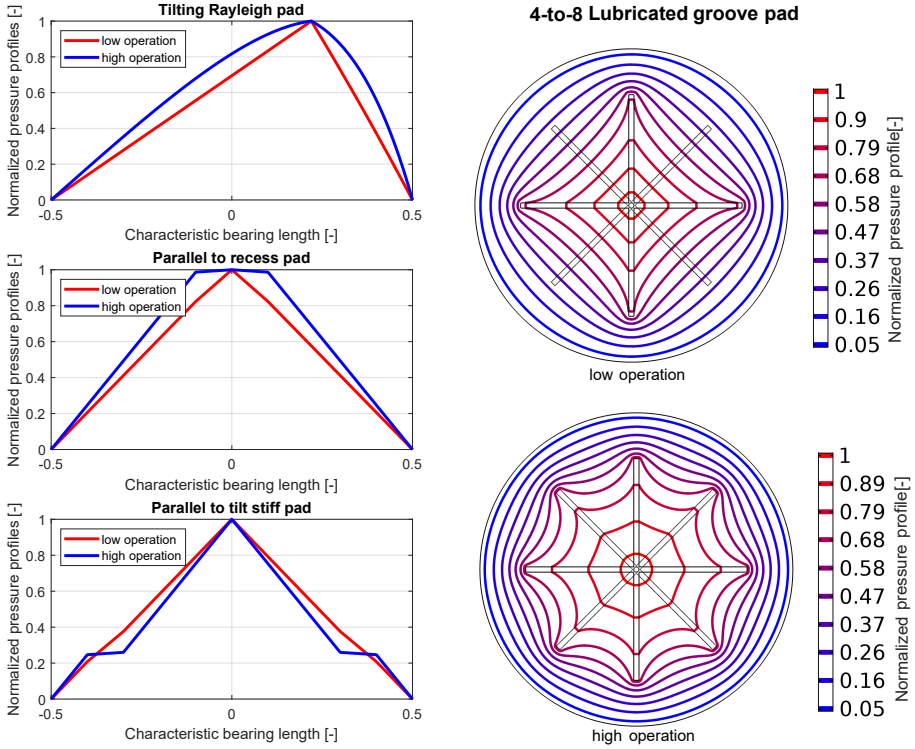 Tilting Rayleigh pad
Normalized pressure profiles [-]
1
0.8
0.6
0.4
0.2
0
low operation
high operation
-0.5
0
0.5
Characteristic bearing length [-]
Parallel to recess pad
Normalized pressure profiles [-]
1
0.8
0.6
0.4
0.2
0
low operation
high operation
-0.5
0
0.5
Characteristic bearing length [-]
Parallel to tilt stiff pad
Normalized pressure profiles [-]
1
0.8
0.6
0.4
0.2
0
low operation
high operation
-0.5
0
0.5
Characteristic bearing length [-]
4-to-8 Lubricated groove pad
low operation
1
0.9
0.79
0.68
0.58
0.47
0.37
0.26
0.16
0.05
Normalized pressure profile[-]
high operation
1
0.89
0.79
0.68
0.58
0.47
0.37
0.26
0.16
0.05
Normalized pressure profile[-]